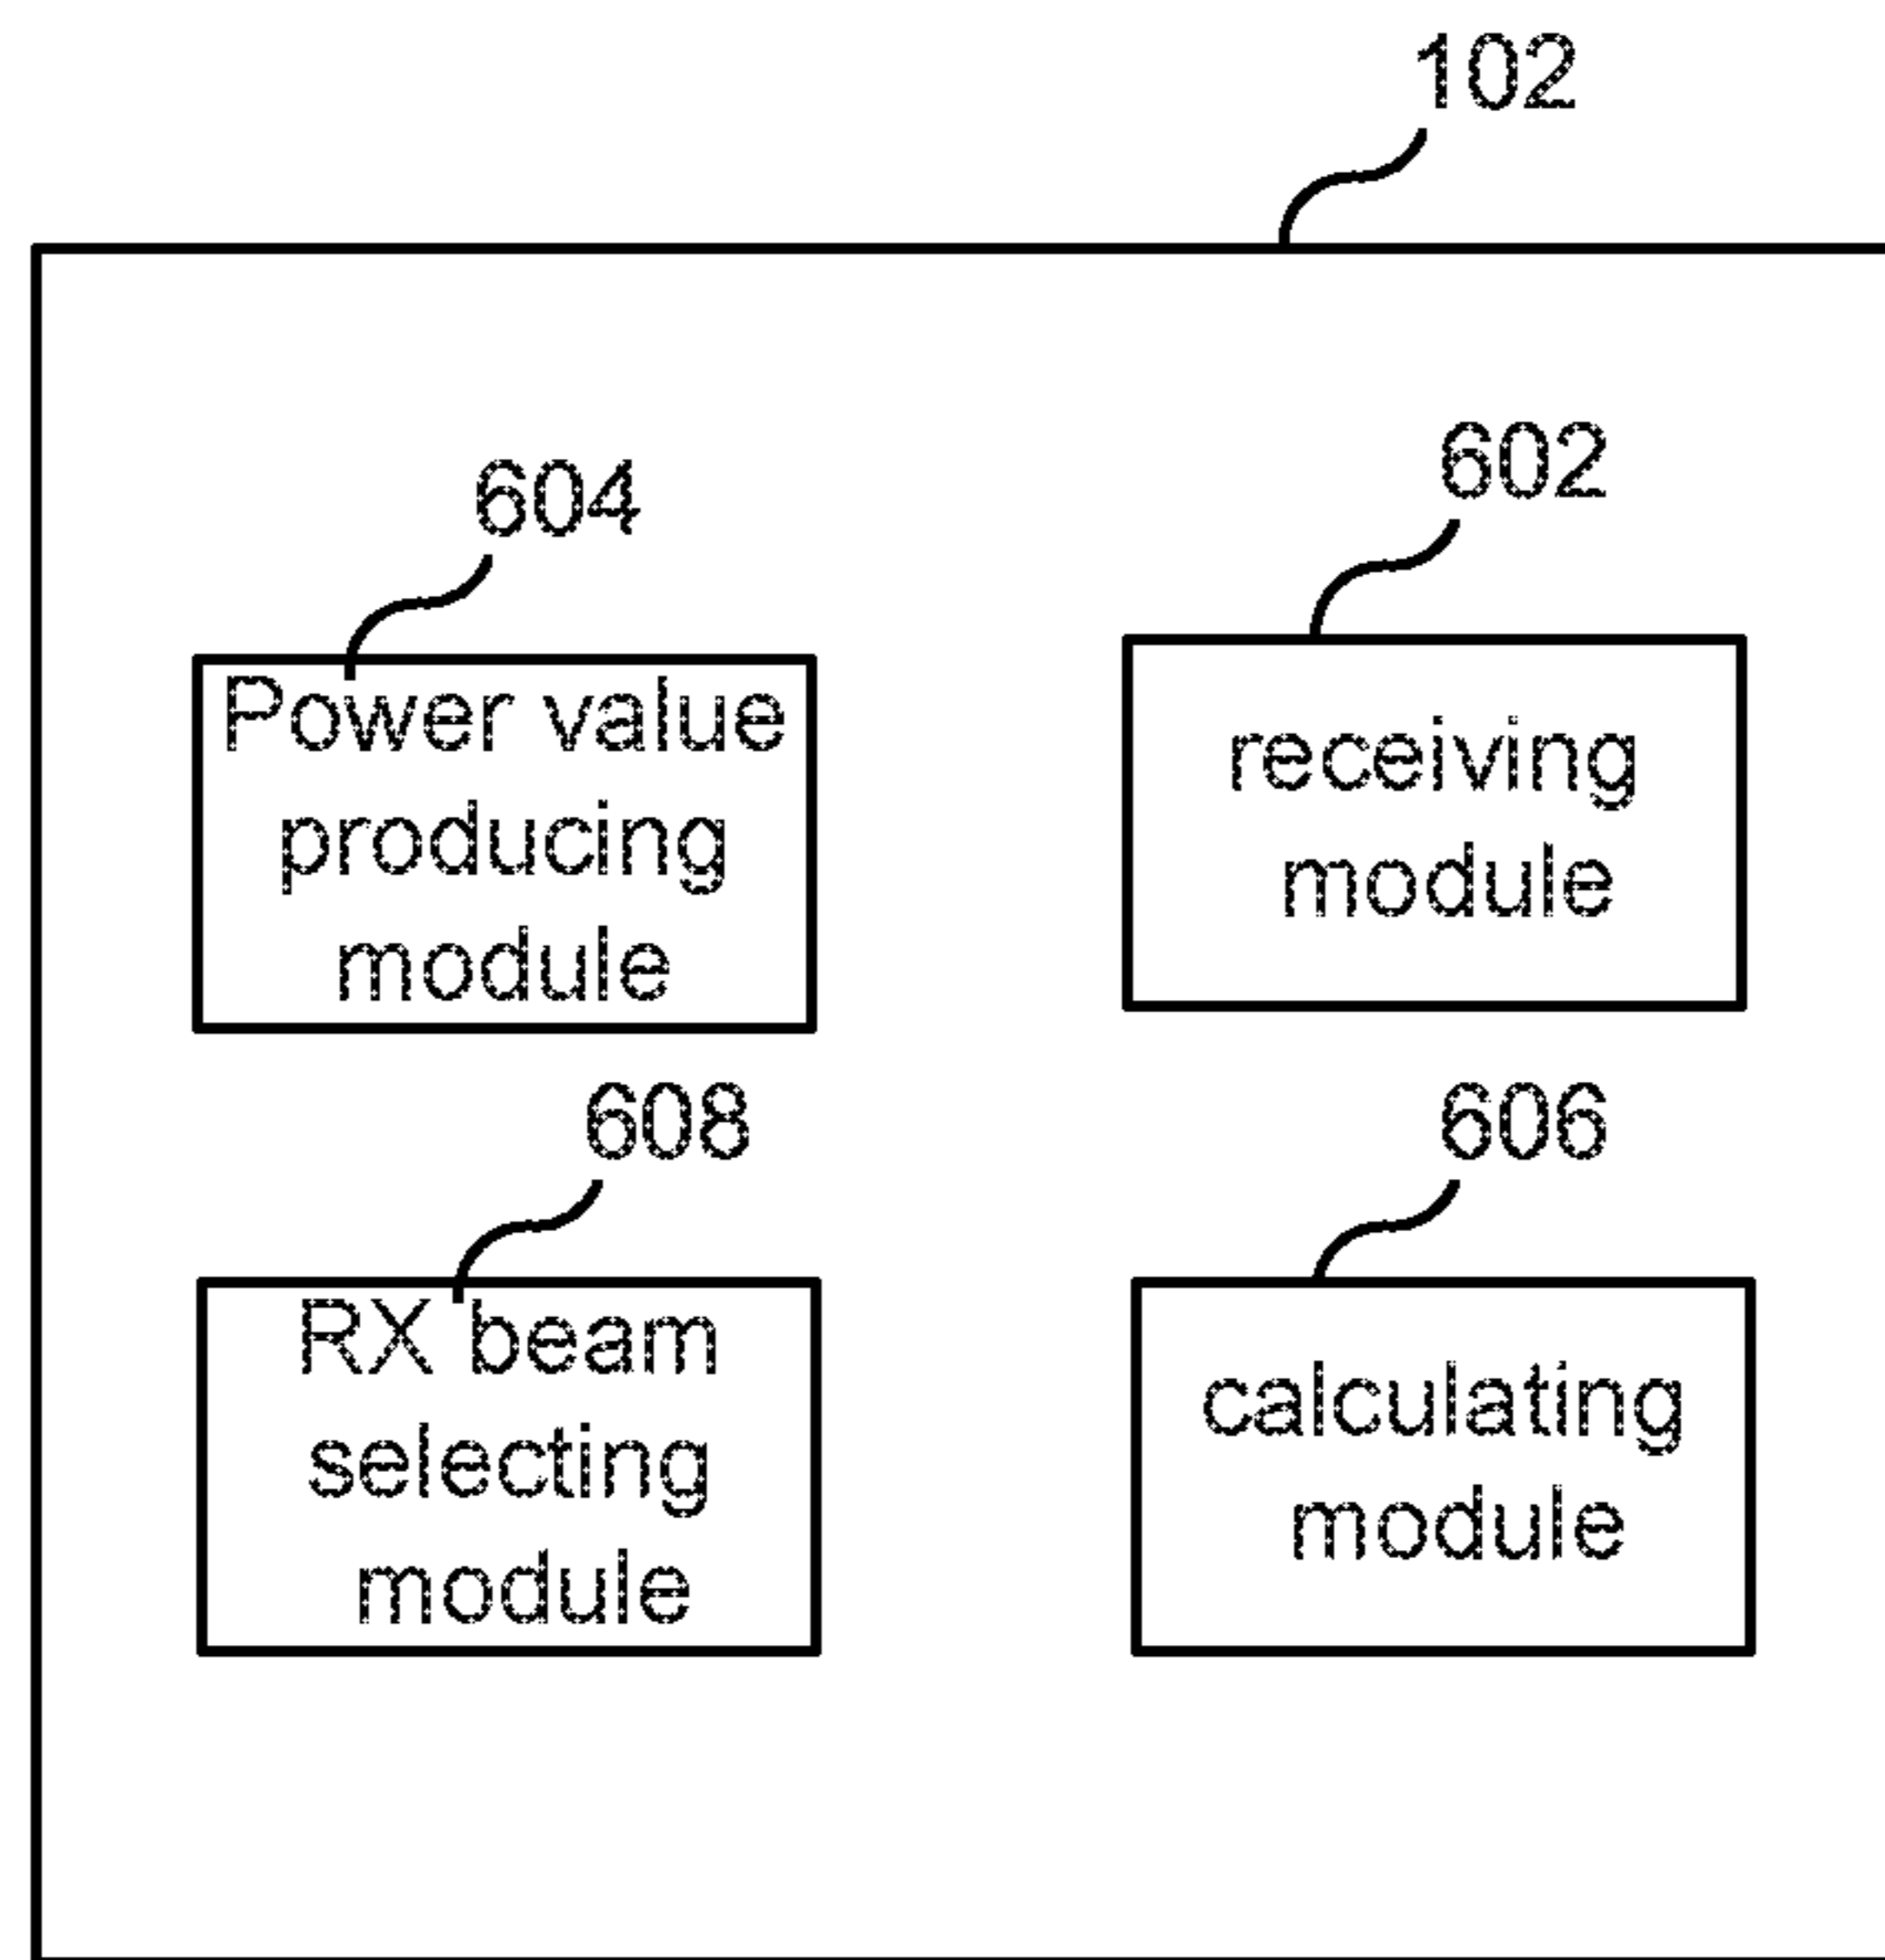 102
604
Power value
producing
module
602
receiving
module
608
RX beam
selecting
module
606
calculating
module